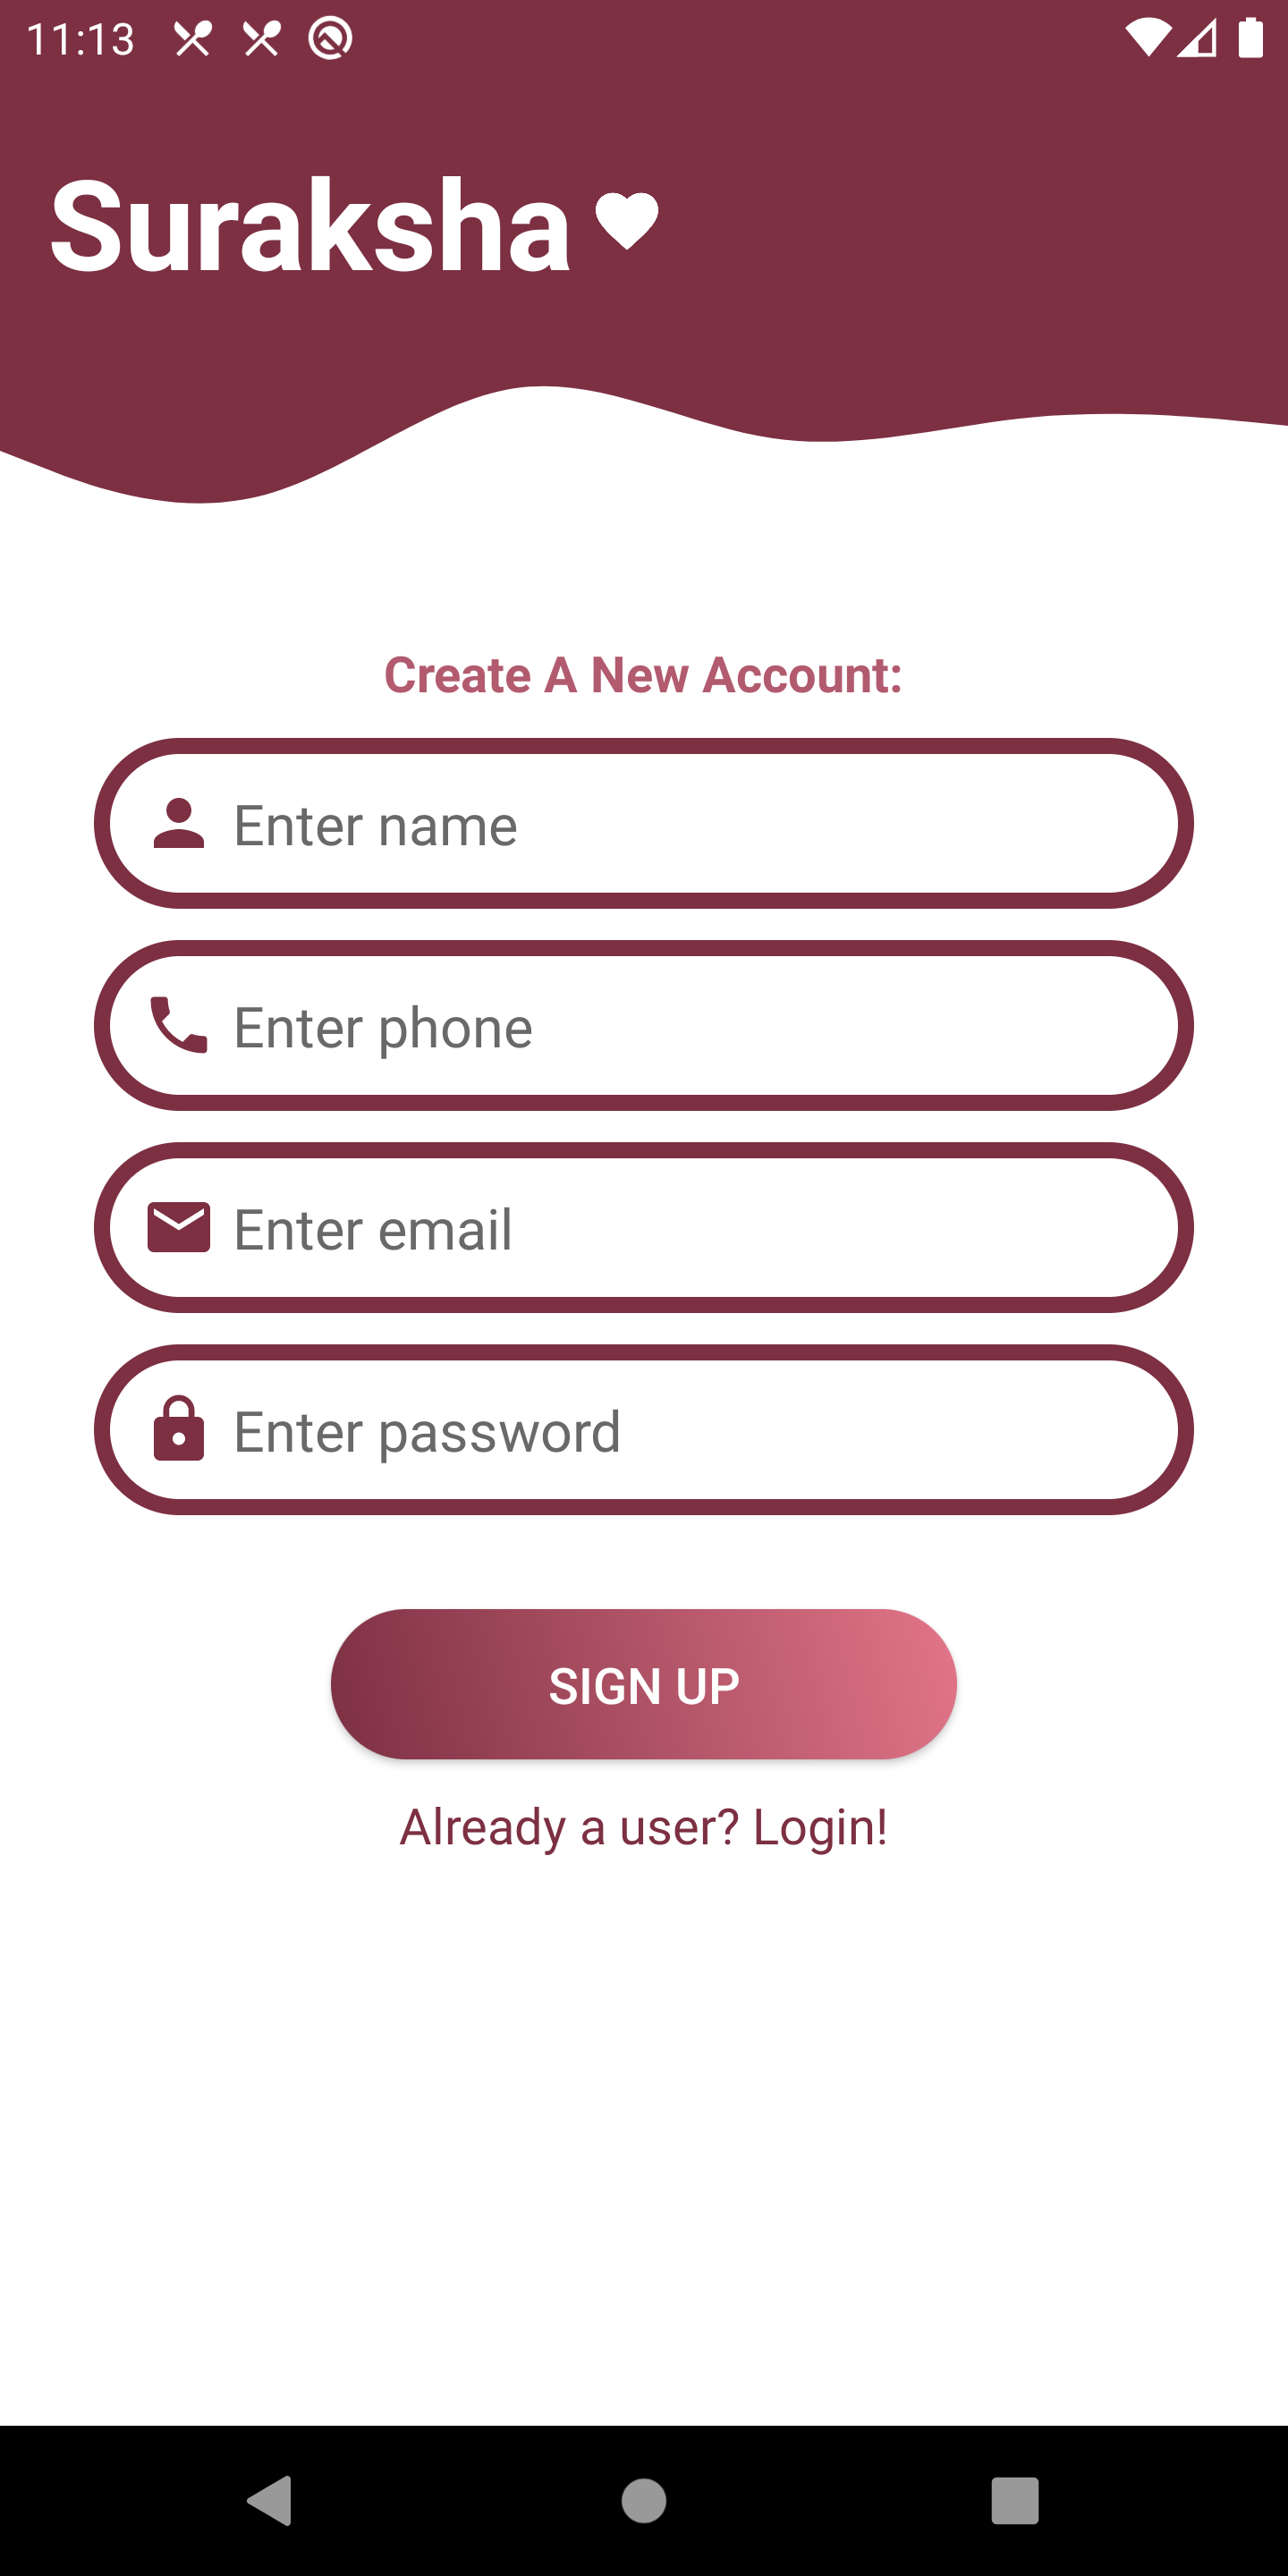 11:13
Suraksha
Create A New Account:
Enter name
Enter phone
Enter email
Enter password
SIGN UP
Already a user? Login!